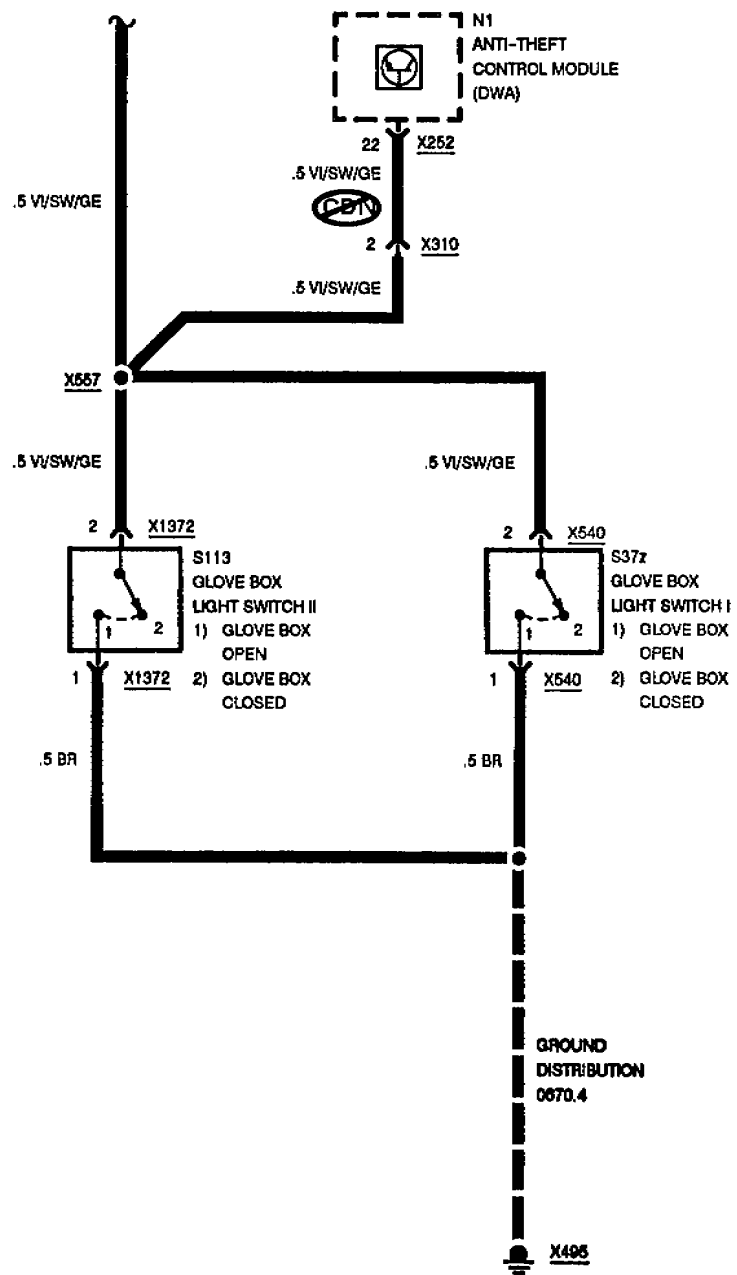 N1
ANTI-THEFT
CONTROL MODULE
(DWA)
22 X252
.5 VI/SW/GE
.5 VI/SW/GE
CDN
2 X310
.5 VI/SW/GE
X557
.5 VI/SW/GE
.5 VI/SW/GE
2 X1372
2 X540
S113
GLOVE BOX
LIGHT SWITCH II
1) GLOVE BOX
OPEN
2) GLOVE BOX
CLOSED
1 2
1 X1372
S37z
GLOVE BOX
LIGHT SWITCH I
1) GLOVE BOX
OPEN
2) GLOVE BOX
CLOSED
1 2
1 X540
.5 BR
.5 BR
GROUND
DISTRIBUTION
0670.4
X495